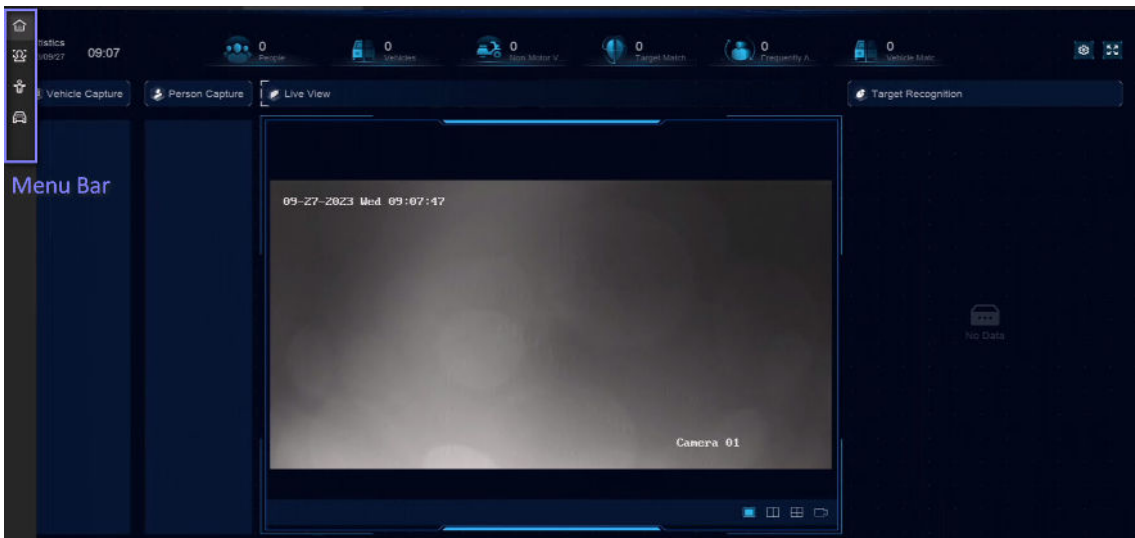 tistics
09:07
0
People
0
Vehicles
0
Non Motor V...
0
Target Match...
0
Frequently A...
0
Vehicle Matc...
Vehicle Capture
Person Capture
Live View
Target Recognition
Menu Bar
09-27-2023 Wed 09:07:47
No Data
Camera 01